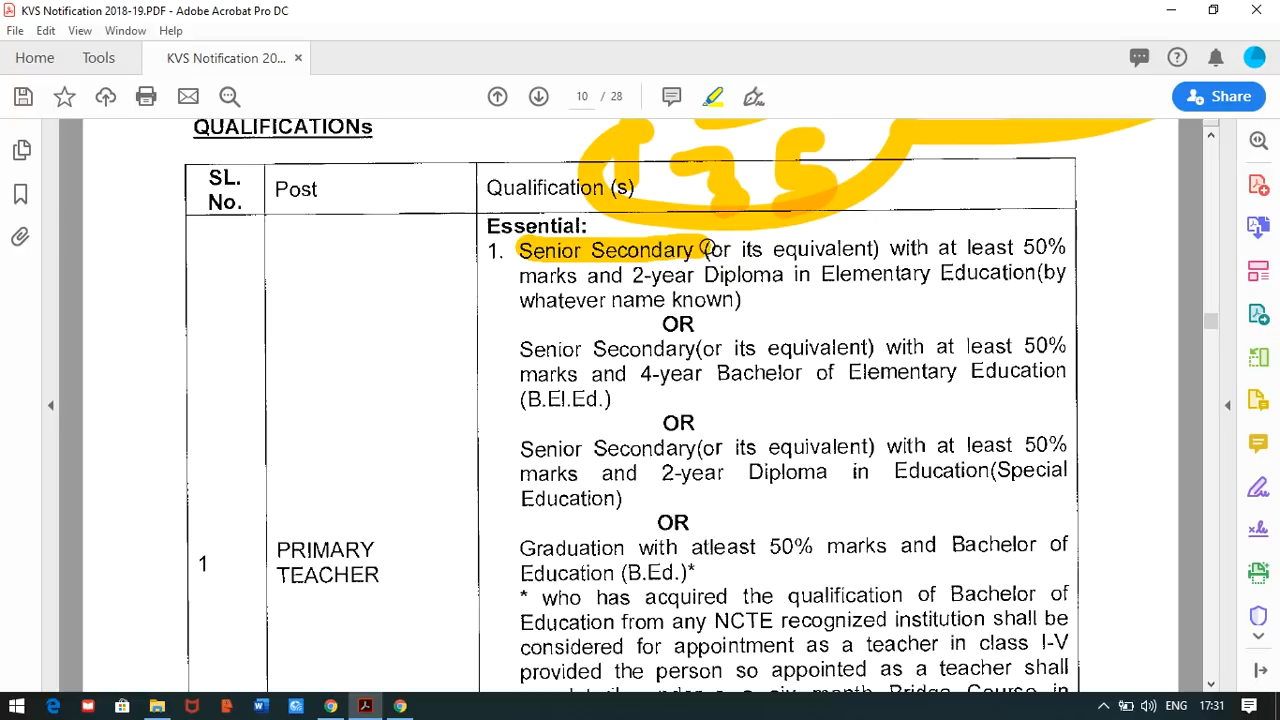 KVS Notification 2018-19.PDF - Adobe Acrobat Pro DC
File Edit View Window Help
Home Tools KVS Notification 20... ×
10 / 28
Share
QUALIFICATIONs
175
SL. No. Post Qualification (s)
Essential:
1. Senior Secondary (or its equivalent) with at least 50%
marks and 2-year Diploma in Elementary Education(by
whatever name known)
OR
Senior Secondary(or its equivalent) with at least 50%
marks and 4-year Bachelor of Elementary Education
(B.El.Ed.)
OR
Senior Secondary(or its equivalent) with at least 50%
marks and 2-year Diploma in Education(Special
Education)
OR
1 PRIMARY TEACHER
Graduation with atleast 50% marks and Bachelor of
Education (B.Ed.)*
* who has acquired the qualification of Bachelor of
Education from any NCTE recognized institution shall be
considered for appointment as a teacher in class I-V
provided the person so appointed as a teacher shall
six month Bridge Course in
ENG 17:31